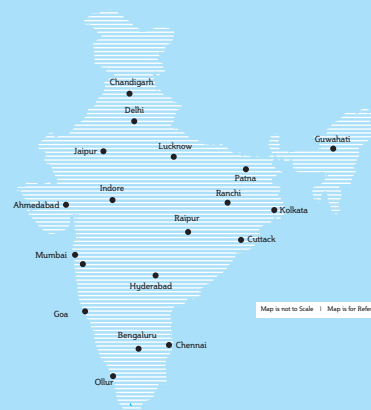 Chandigarh
Delhi
Guwahati
Lucknow
Jaipur
Patna
Indore
Ranchi
Ahmedabad
Kolkata
Raipur
Cuttack
Mumbai
Hyderabad
Map is not to Scale | Map is for
Goa
Bengaluru
Chennai
Ollur